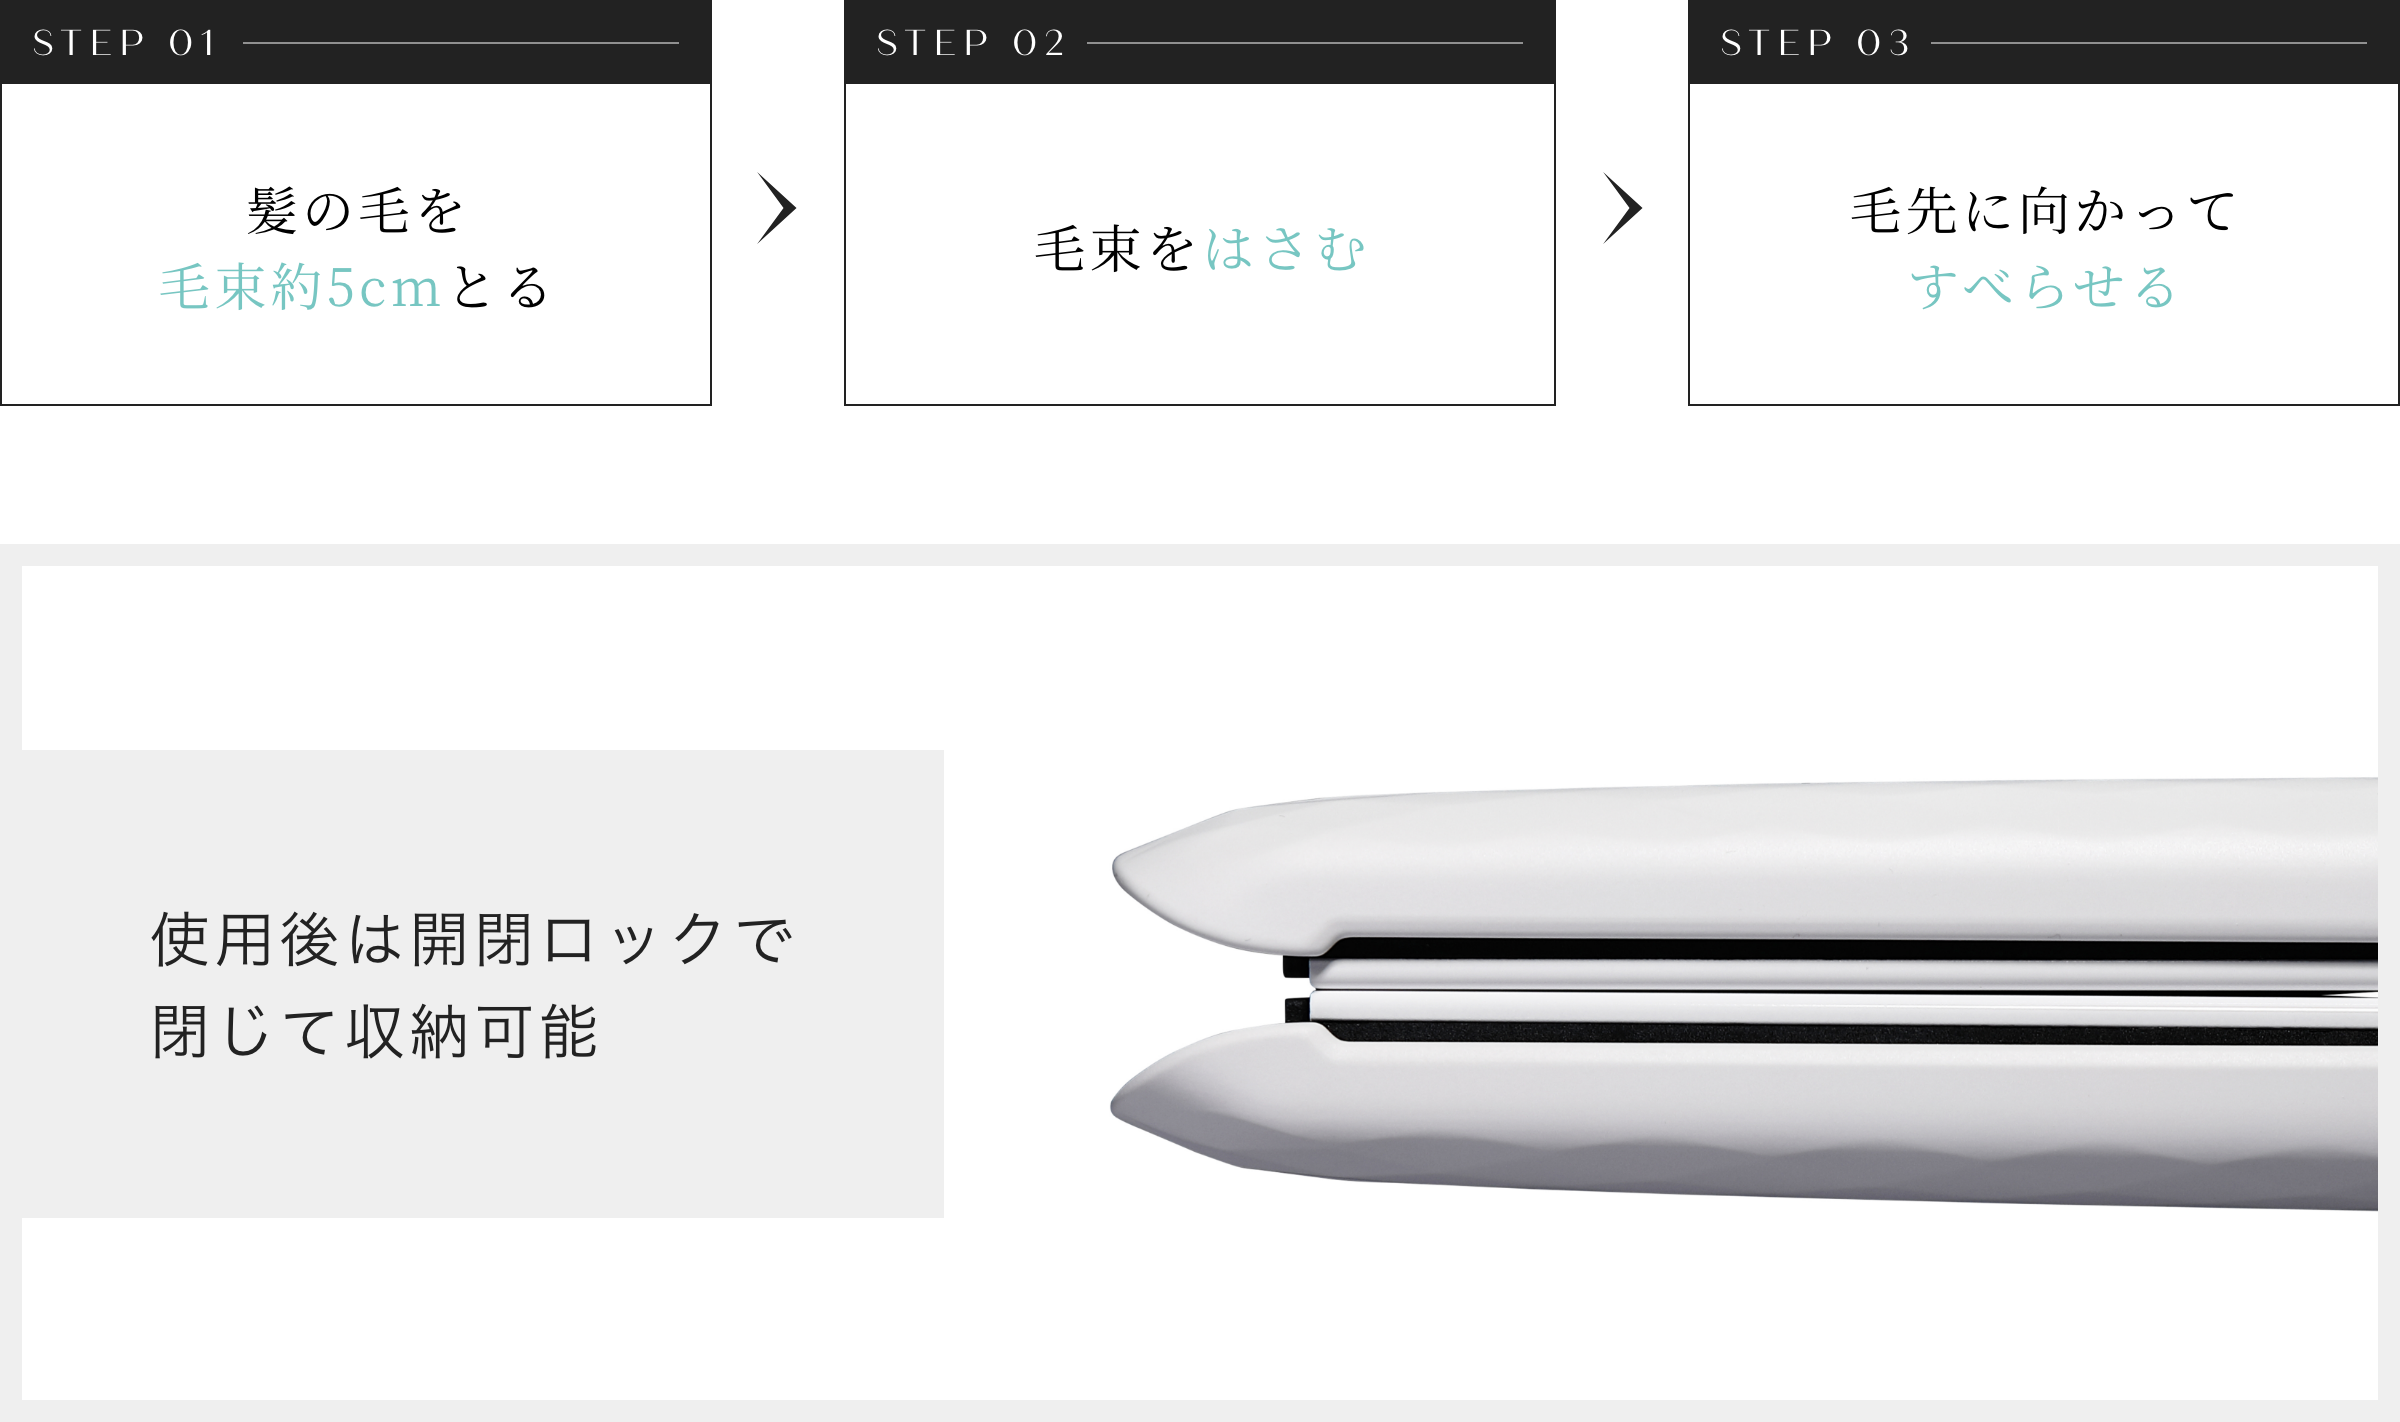 STEP 01
髪の毛を
毛束約5cmとる
STEP 02
毛束をはさむ
STEP 03
毛先に向かって
すべらせる
使用後は開閉ロックで
閉じて収納可能